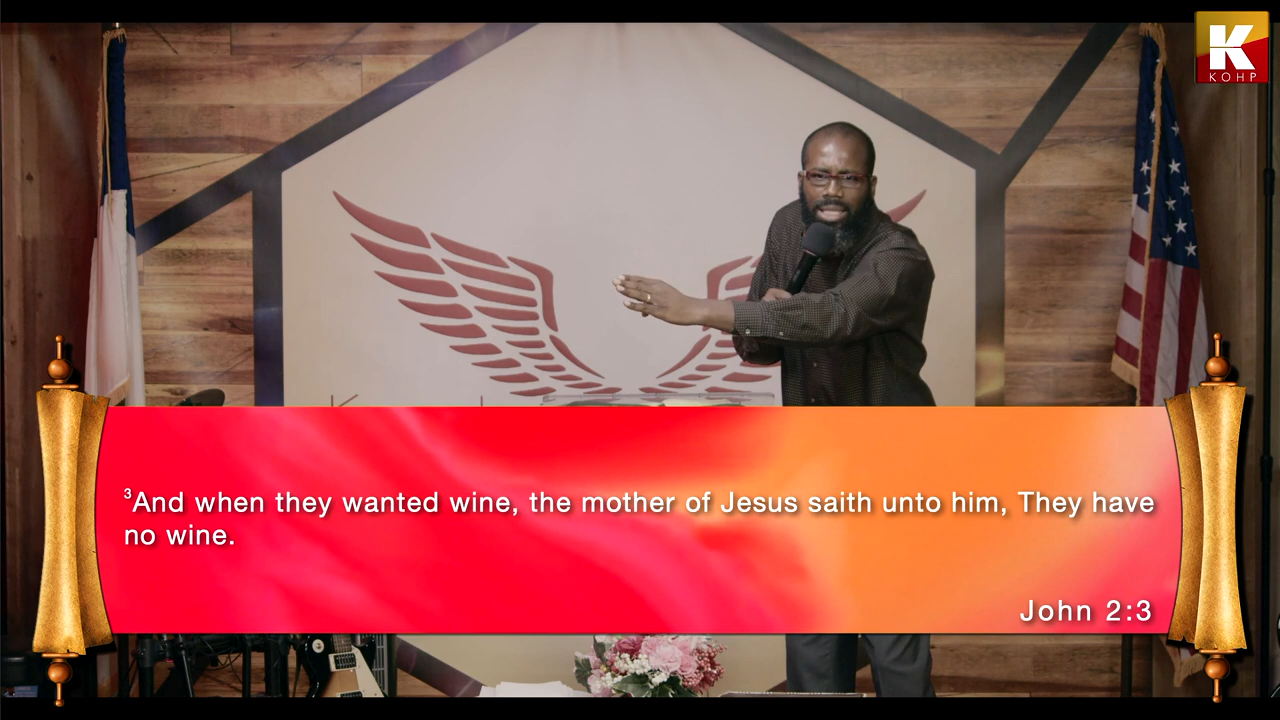 K
KOHP
³And when they wanted wine, the mother of Jesus saith unto him, They have
no wine.
John 2:3